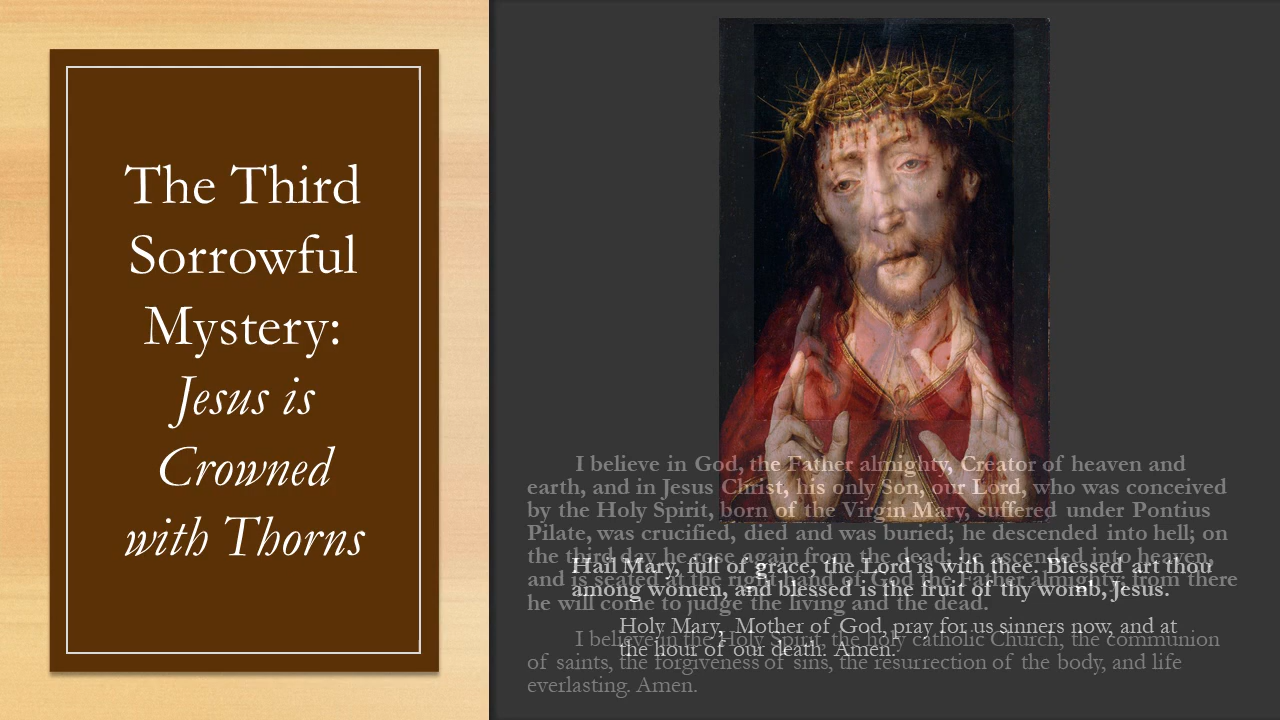 The Third
Sorrowful
Mystery:
Jesus is
Crowned
with Thorns
I believe in God, the Father almighty, Creator of heaven and
earth, and in Jesus Christ, his only Son, our Lord, who was conceived
by the Holy Spirit, born of the Virgin Mary, suffered under Pontius
Pilate, was crucified, died and was buried; he descended into hell; on
the third day he rose again from the dead; he ascended into heaven,
and is seated at the right hand of God the Father almighty; from there
he will come to judge the living and the dead.
I believe in the Holy Spirit, the holy catholic Church, the communion
of saints, the forgiveness of sins, the resurrection of the body, and life
everlasting. Amen.
Hail Mary, full of grace, the Lord is with thee. Blessed art thou
among women, and blessed is the fruit of thy womb, Jesus.
Holy Mary, Mother of God, pray for us sinners now, and at
the hour of our death. Amen.